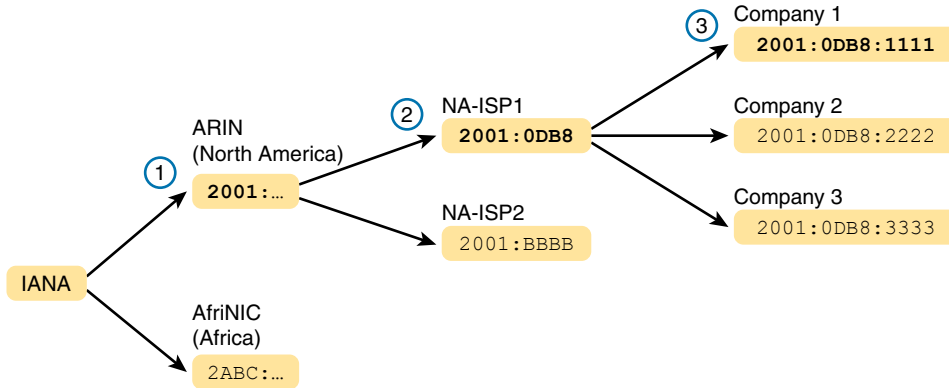 Company 1
3
2001:0DB8:1111
NA-ISP1
2
2001:0DB8
Company 2
2001:0DB8:2222
ARIN
(North America)
1
2001:…
Company 3
2001:0DB8:3333
NA-ISP2
2001:BBBB
IANA
AfriNIC
(Africa)
2ABC:…